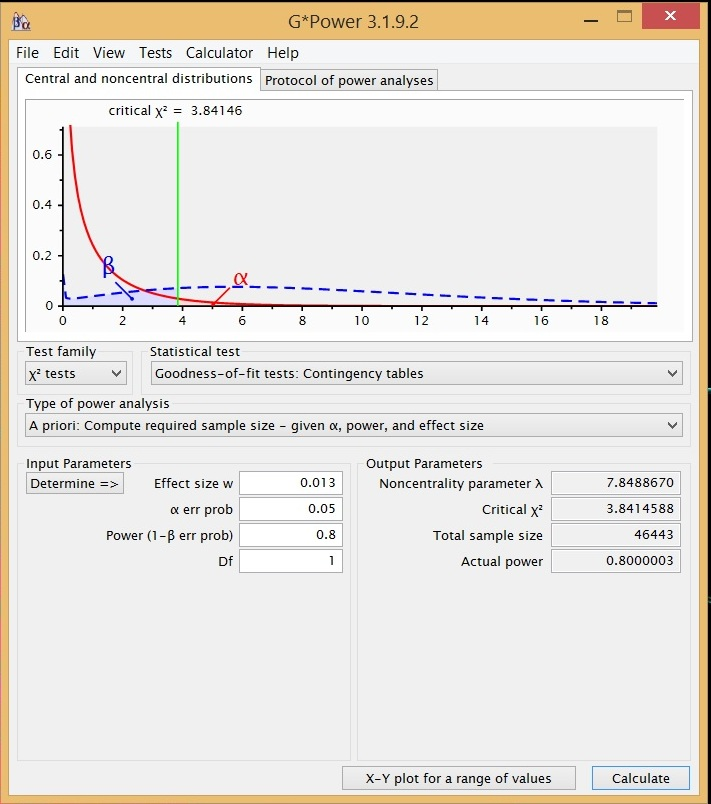 G*Power 3.1.9.2
File Edit View Tests Calculator Help
Central and noncentral distributions Protocol of power analyses
critical χ² = 3.84146
0.6
0.4
0.2
0
β
α
0 2 4 6 8 10 12 14 16 18
Test family Statistical test
χ² tests Goodness-of-fit tests: Contingency tables
Type of power analysis
A priori: Compute required sample size - given α, power, and effect size
Input Parameters Output Parameters
Determine => Effect size w 0.013 Noncentrality parameter λ 7.8488670
α err prob 0.05 Critical χ² 3.8414588
Power (1-β err prob) 0.8 Total sample size 46443
Df 1 Actual power 0.8000003
X-Y plot for a range of values Calculate